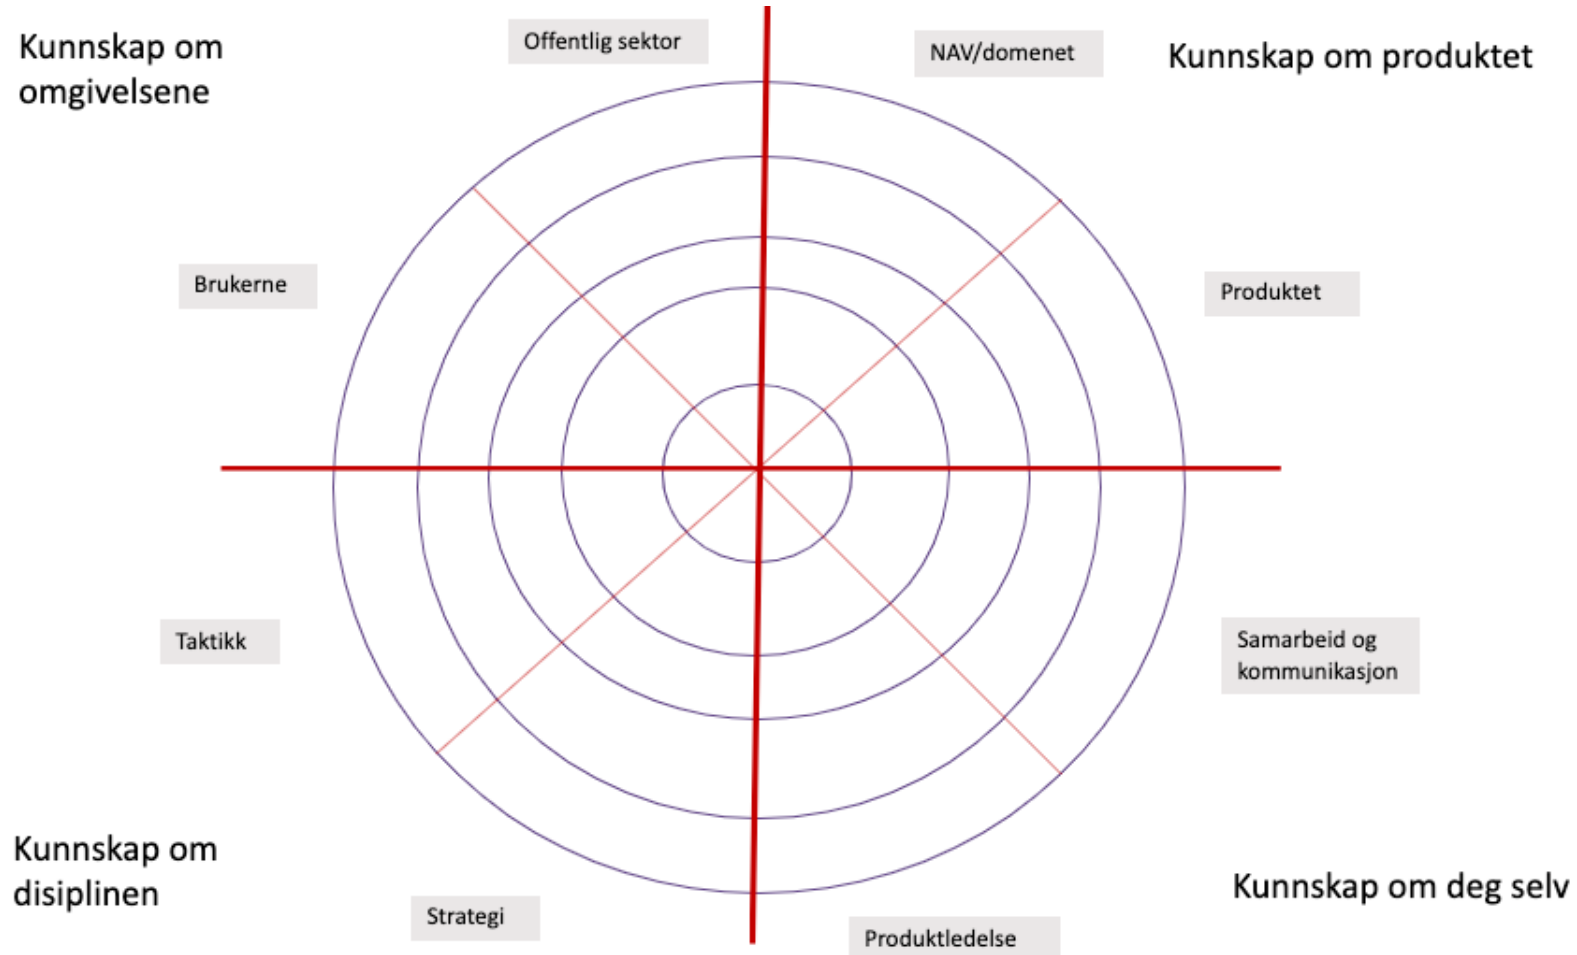 Kunnskap om
omgivelsene
Offentlig sektor
NAV/domenet
Kunnskap om produktet
Brukerne
Produktet
Taktikk
Samarbeid og
kommunikasjon
Kunnskap om
disiplinen
Strategi
Produktledelse
Kunnskap om deg selv